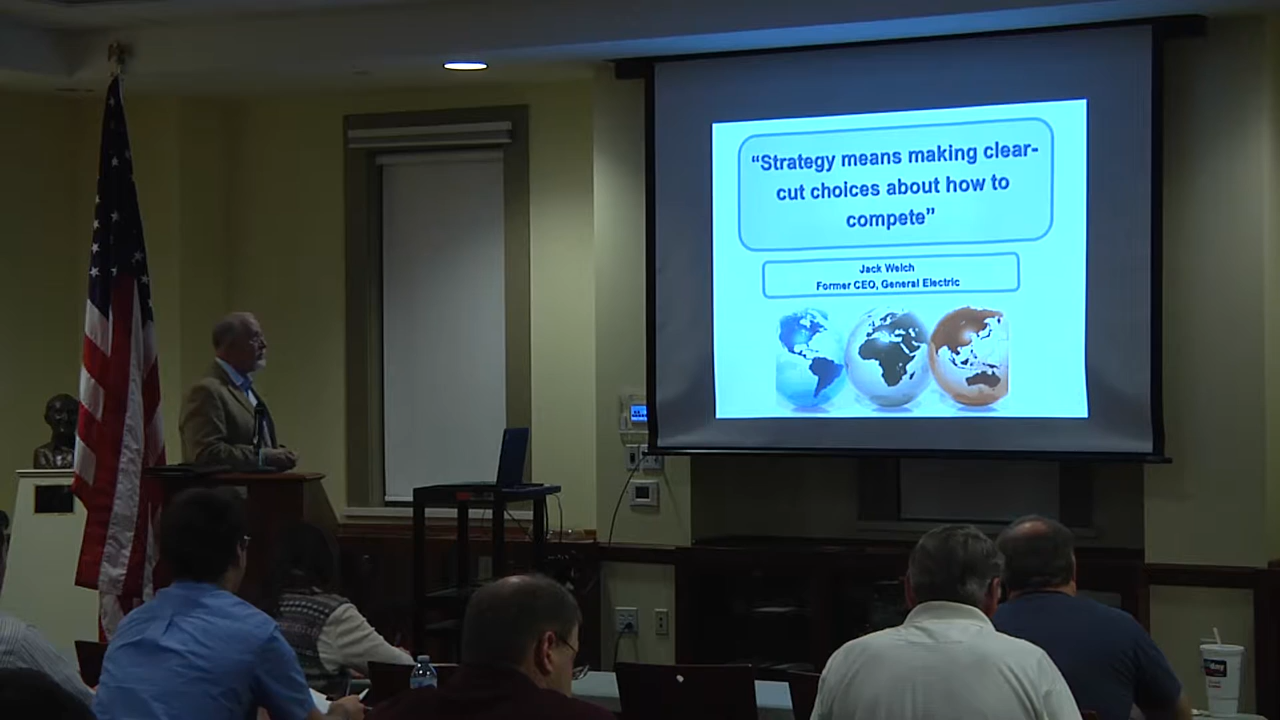 “Strategy means making clear-
cut choices about how to
compete”
Jack Welch
Former CEO, General Electric